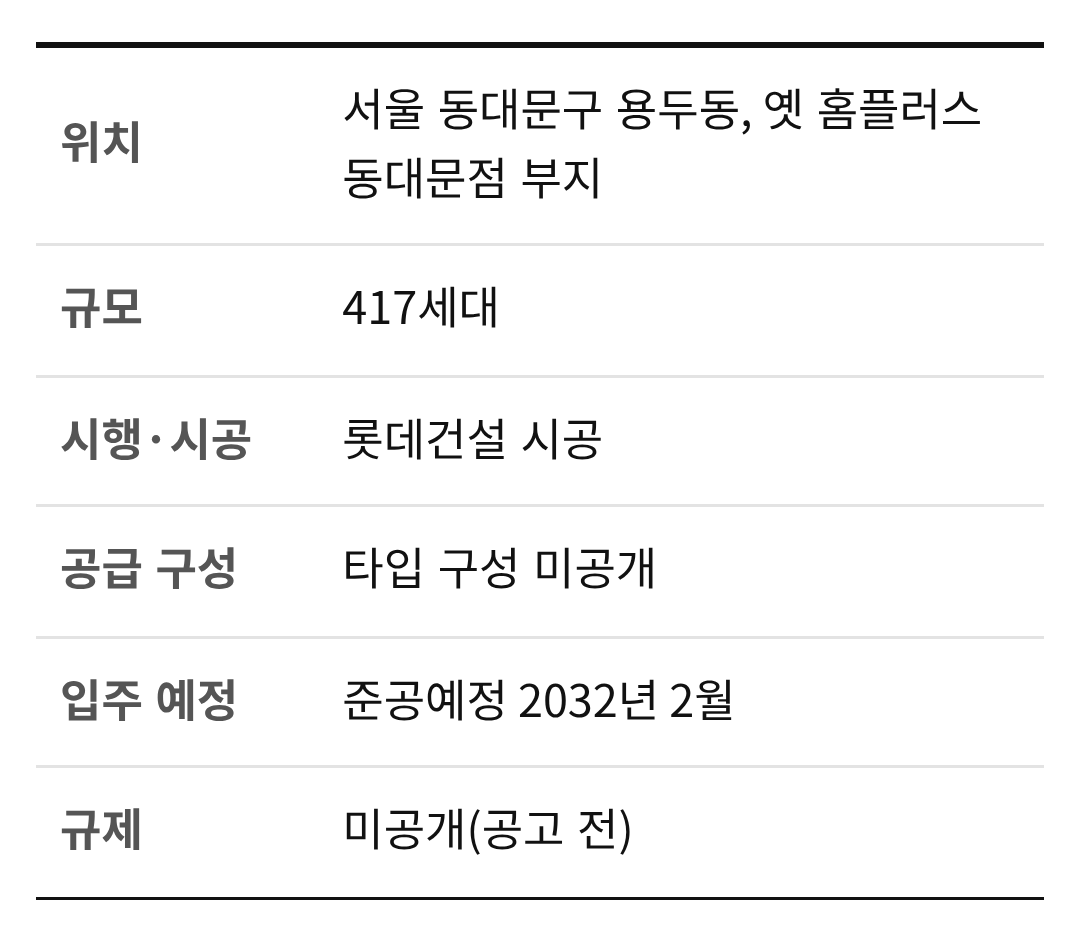 위치
서울 동대문구 용두동, 옛 홈플러스
동대문점 부지
규모
417세대
시행·시공
롯데건설 시공
공급 구성
타입 구성 미공개
입주 예정
준공예정 2032년 2월
규제
미공개(공고 전)